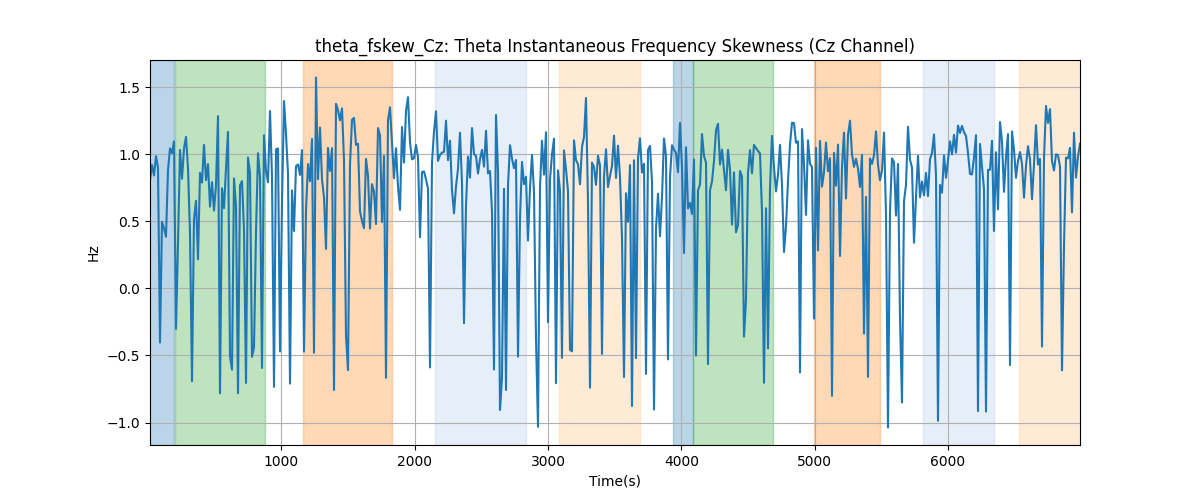 theta_fskew_Cz: Theta Instantaneous Frequency Skewness (Cz Channel)
1.5
1.0
0.5
0.0
−0.5
−1.0
Hz
1000 2000 3000 4000 5000 6000
Time(s)